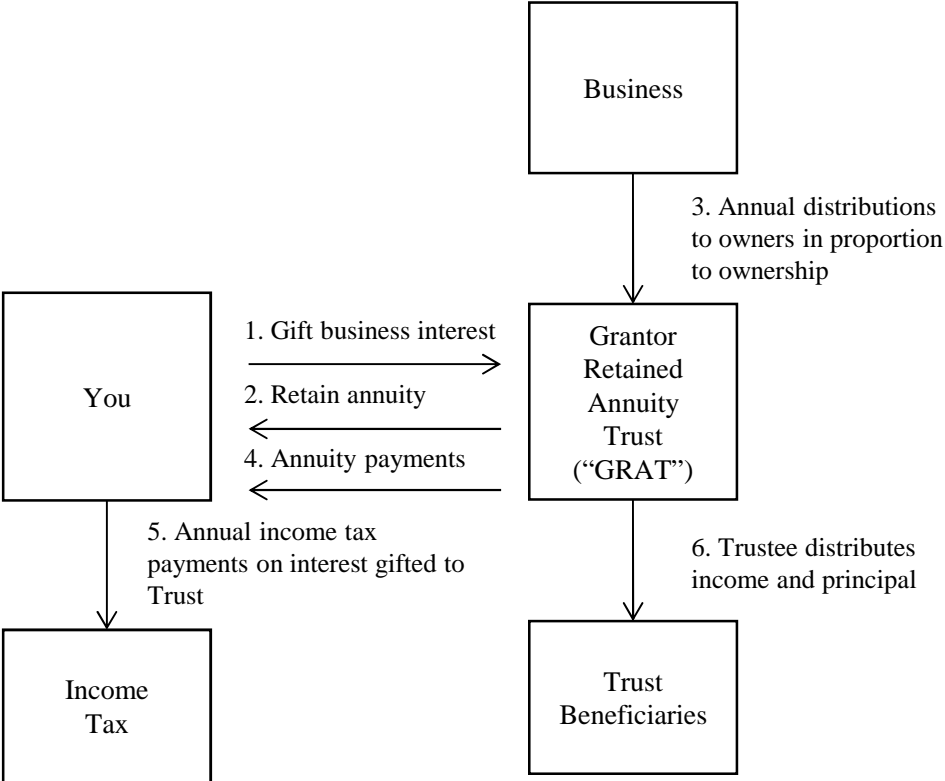 Business
3. Annual distributions
to owners in proportion
to ownership
You
1. Gift business interest
2. Retain annuity
4. Annuity payments
Grantor
Retained
Annuity
Trust
(“GRAT”)
5. Annual income tax
payments on interest gifted to
Trust
6. Trustee distributes
income and principal
Income
Tax
Trust
Beneficiaries